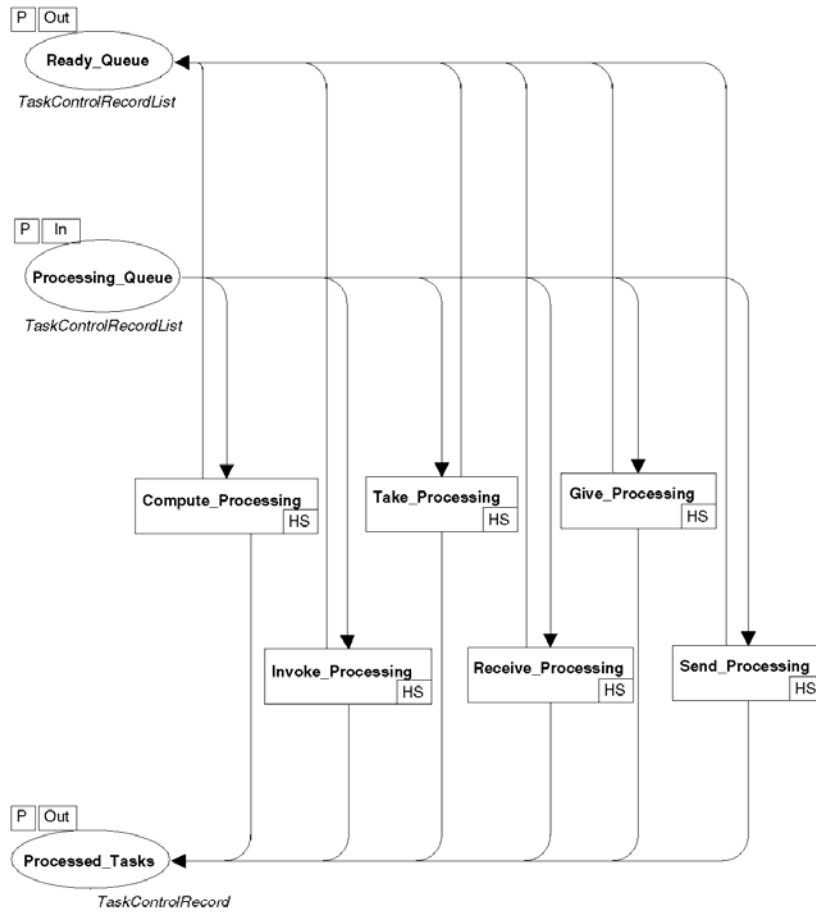 P Out
Ready_Queue
TaskControlRecordList
P In
Processing_Queue
TaskControlRecordList
Compute_Processing
HS
Take_Processing
HS
Give_Processing
HS
Invoke_Processing
HS
Receive_Processing
HS
Send_Processing
HS
P Out
Processed_Tasks
TaskControlRecord